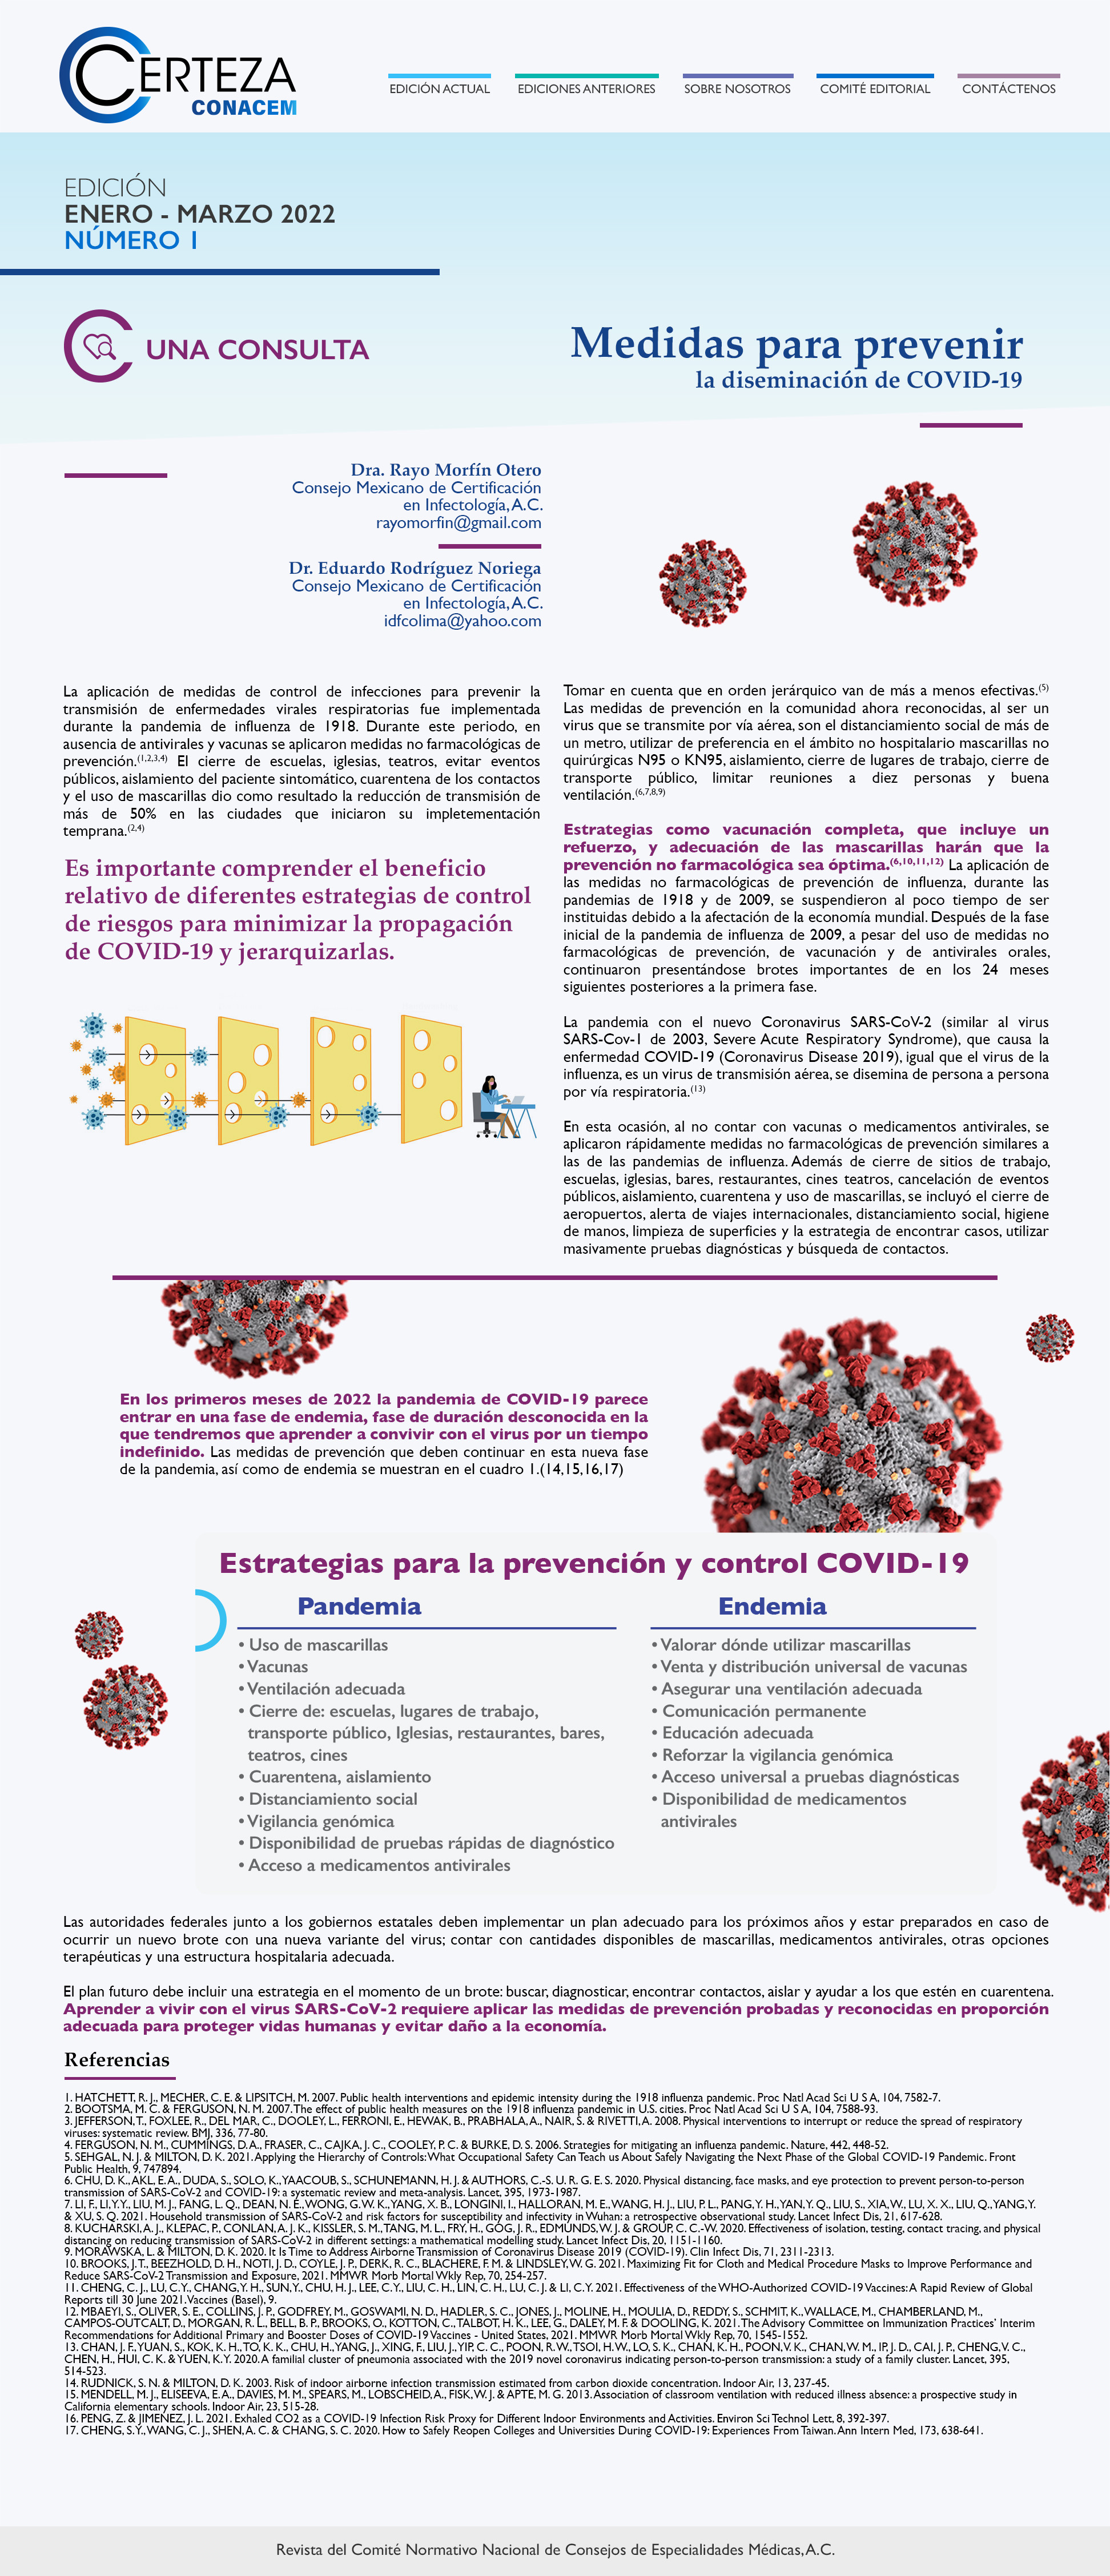 CERTEZA
CONACEM
EDICIÓN ACTUAL
EDICIONES ANTERIORES
SOBRE NOSOTROS
COMITÉ EDITORIAL
CONTÁCTENOS
EDICIÓN
ENERO - MARZO 2022
NÚMERO 1
UNA CONSULTA
Medidas para prevenir
la diseminación de COVID-19
Dra. Rayo Morfín Otero
Consejo Mexicano de Certificación
en Infectología, A.C.
rayomorfin@gmail.com
Dr. Eduardo Rodríguez Noriega
Consejo Mexicano de Certificación
en Infectología, A.C.
idfcolima@yahoo.com
La aplicación de medidas de control de infecciones para prevenir la
transmisión de enfermedades virales respiratorias fue implementada
durante la pandemia de influenza de 1918. Durante este periodo, en
ausencia de antivirales y vacunas se aplicaron medidas no farmacológicas de
prevención.(1,2,3,4) El cierre de escuelas, iglesias, teatros, evitar eventos
públicos, aislamiento del paciente sintomático, cuarentena de los contactos
y el uso de mascarillas dio como resultado la reducción de transmisión de
más de 50% en las ciudades que iniciaron su impletementación
temprana.(2,4)
Es importante comprender el beneficio
relativo de diferentes estrategias de control
de riesgos para minimizar la propagación
de COVID-19 y jerarquizarlas.
Tomar en cuenta que en orden jerárquico van de más a menos efectivas.(5)
Las medidas de prevención en la comunidad ahora reconocidas, al ser un
virus que se transmite por vía aérea, son el distanciamiento social de más de
un metro, utilizar de preferencia en el ámbito no hospitalario mascarillas no
quirúrgicas N95 o KN95, aislamiento, cierre de lugares de trabajo, cierre de
transporte público, limitar reuniones a diez personas y buena
ventilación.(6,7,8,9)
Estrategias como vacunación completa, que incluye un
refuerzo, y adecuación de las mascarillas harán que la
prevención no farmacológica sea óptima.(6,10,11,12) La aplicación de
las medidas no farmacológicas de prevención de influenza, durante las
pandemias de 1918 y de 2009, se suspendieron al poco tiempo de ser
instituidas debido a la afectación de la economía mundial. Después de la fase
inicial de la pandemia de influenza de 2009, a pesar del uso de medidas no
farmacológicas de prevención, de vacunación y de antivirales orales,
continuaron presentándose brotes importantes de en los 24 meses
siguientes posteriores a la primera fase.
La pandemia con el nuevo Coronavirus SARS-CoV-2 (similar al virus
SARS-Cov-1 de 2003, Severe Acute Respiratory Syndrome), que causa la
enfermedad COVID-19 (Coronavirus Disease 2019), igual que el virus de la
influenza, es un virus de transmisión aérea, se disemina de persona a persona
por vía respiratoria.(13)
En esta ocasión, al no contar con vacunas o medicamentos antivirales, se
aplicaron rápidamente medidas no farmacológicas de prevención similares a
las de las pandemias de influenza. Además de cierre de sitios de trabajo,
escuelas, iglesias, bares, restaurantes, cines teatros, cancelación de eventos
públicos, aislamiento, cuarentena y uso de mascarillas, se incluyó el cierre de
aeropuertos, alerta de viajes internacionales, distanciamiento social, higiene
de manos, limpieza de superficies y la estrategia de encontrar casos, utilizar
masivamente pruebas diagnósticas y búsqueda de contactos.
En los primeros meses de 2022 la pandemia de COVID-19 parece
entrar en una fase de endemia, fase de duración desconocida en la
que tendremos que aprender a convivir con el virus por un tiempo
indefinido. Las medidas de prevención que deben continuar en esta nueva fase
de la pandemia, así como de endemia se muestran en el cuadro 1.(14,15,16,17)
Estrategias para la prevención y control COVID-19
Pandemia
• Uso de mascarillas
• Vacunas
• Ventilación adecuada
• Cierre de: escuelas, lugares de trabajo,
transporte público, Iglesias, restaurantes, bares,
teatros, cines
• Cuarentena, aislamiento
• Distanciamiento social
• Vigilancia genómica
• Disponibilidad de pruebas rápidas de diagnóstico
• Acceso a medicamentos antivirales
Endemia
• Valorar dónde utilizar mascarillas
• Venta y distribución universal de vacunas
• Asegurar una ventilación adecuada
• Comunicación permanente
• Educación adecuada
• Reforzar la vigilancia genómica
• Acceso universal a pruebas diagnósticas
• Disponibilidad de medicamentos
antivirales
Las autoridades federales junto a los gobiernos estatales deben implementar un plan adecuado para los próximos años y estar preparados en caso de
ocurrir un nuevo brote con una nueva variante del virus; contar con cantidades disponibles de mascarillas, medicamentos antivirales, otras opciones
terapéuticas y una estructura hospitalaria adecuada.
El plan futuro debe incluir una estrategia en el momento de un brote: buscar, diagnosticar, encontrar contactos, aislar y ayudar a los que estén en cuarentena.
Aprender a vivir con el virus SARS-CoV-2 requiere aplicar las medidas de prevención probadas y reconocidas en proporción
adecuada para proteger vidas humanas y evitar daño a la economía.
Referencias
1. HATCHETT, R. J., MECHER, C. E. & LIPSITCH, M. 2007. Public health interventions and epidemic intensity during the 1918 influenza pandemic. Proc Natl Acad Sci U S A, 104, 7582-7.
2. BOOTSMA, M. C. & FERGUSON, N. M. 2007. The effect of public health measures on the 1918 influenza pandemic in U.S. cities. Proc Natl Acad Sci U S A, 104, 7588-93.
3. JEFFERSON, T., FOXLEE, R., DEL MAR, C., DOOLEY, L., FERRONI, E., HEWAK, B., PRABHALA, A., NAIR, S. & RIVETTI, A. 2008. Physical interventions to interrupt or reduce the spread of respiratory
viruses: systematic review. BMJ, 336, 77-80.
4. FERGUSON, N. M., CUMMINGS, D. A., FRASER, C., CAJKA, J. C., COOLEY, P. C. & BURKE, D. S. 2006. Strategies for mitigating an influenza pandemic. Nature, 442, 448-52.
5. SEHGAL, N. J. & MILTON, D. K. 2021. Applying the Hierarchy of Controls: What Occupational Safety Can Teach us About Safely Navigating the Next Phase of the Global COVID-19 Pandemic. Front
Public Health, 9, 747894.
6. CHU, D. K., AKL, E. A., DUDA, S., SOLO, K., YAACOUB, S., SCHUNEMANN, H. J. & AUTHORS, C.-S. U. R. G. E. S. 2020. Physical distancing, face masks, and eye protection to prevent person-to-person
transmission of SARS-CoV-2 and COVID-19: a systematic review and meta-analysis. Lancet, 395, 1973-1987.
7. LI, F., LI, Y. Y., LIU, M. J., FANG, L. Q., DEAN, N. E., WONG, G. W. K., YANG, X. B., LONGINI, I., HALLORAN, M. E., WANG, H. J., LIU, P. L., PANG, Y. H., YAN, Y. Q., LIU, S., XIA, W., LU, X. X., LIU, Q., YANG, Y.
& XU, S. Q. 2021. Household transmission of SARS-CoV-2 and risk factors for susceptibility and infectivity in Wuhan: a retrospective observational study. Lancet Infect Dis, 21, 617-628.
8. KUCHARSKI, A. J., KLEPAC, P., CONLAN, A. J. K., KISSLER, S. M., TANG, M. L., FRY, H., GOG, J. R., EDMUNDS, W. J. & GROUP, C. C.-W. 2020. Effectiveness of isolation, testing, contact tracing, and physical
distancing on reducing transmission of SARS-CoV-2 in different settings: a mathematical modelling study. Lancet Infect Dis, 20, 1151-1160.
9. MORAWSKA, L. & MILTON, D. K. 2020. It Is Time to Address Airborne Transmission of Coronavirus Disease 2019 (COVID-19). Clin Infect Dis, 71, 2311-2313.
10. BROOKS, J. T., BEEZHOLD, D. H., NOTI, J. D., COYLE, J. P., DERK, R. C., BLACHERE, F. M. & LINDSLEY, W. G. 2021. Maximizing Fit for Cloth and Medical Procedure Masks to Improve Performance and
Reduce SARS-CoV-2 Transmission and Exposure, 2021. MMWR Morb Mortal Wkly Rep, 70, 254-257.
11. CHENG, C. J., LU, C. Y., CHANG, Y. H., SUN, Y., CHU, H. J., LEE, C. Y., LIU, C. H., LIN, C. H., LU, C. J. & LI, C. Y. 2021. Effectiveness of the WHO-Authorized COVID-19 Vaccines: A Rapid Review of Global
Reports till 30 June 2021. Vaccines (Basel), 9.
12. MBAEYI, S., OLIVER, S. E., COLLINS, J. P., GODFREY, M., GOSWAMI, N. D., HADLER, S. C., JONES, J., MOLINE, H., MOULIA, D., REDDY, S., SCHMIT, K., WALLACE, M., CHAMBERLAND, M.,
CAMPOS-OUTCALT, D., MORGAN, R. L., BELL, B. P., BROOKS, O., KOTTON, C., TALBOT, H. K., LEE, G., DALEY, M. F. & DOOLING, K. 2021. The Advisory Committee on Immunization Practices' Interim
Recommendations for Additional Primary and Booster Doses of COVID-19 Vaccines - United States, 2021. MMWR Morb Mortal Wkly Rep, 70, 1545-1552.
13. CHAN, J. F., YUAN, S., KOK, K. H., TO, K. K., CHU, H., YANG, J., XING, F., LIU, J., YIP, C. C., POON, R. W., TSOI, H. W., LO, S. K., CHAN, K. H., POON, V. K., CHAN, W. M., IP, J. D., CAI, J. P., CHENG, V. C.,
CHEN, H., HUI, C. K. & YUEN, K. Y. 2020. A familial cluster of pneumonia associated with the 2019 novel coronavirus indicating person-to-person transmission: a study of a family cluster. Lancet, 395,
514-523.
14. RUDNICK, S. N. & MILTON, D. K. 2003. Risk of indoor airborne infection transmission estimated from carbon dioxide concentration. Indoor Air, 13, 237-45.
15. MENDELL, M. J., ELISEEVA, E. A., DAVIES, M. M., SPEARS, M., LOBSCHEID, A., FISK, W. J. & APTE, M. G. 2013. Association of classroom ventilation with reduced illness absence: a prospective study in
California elementary schools. Indoor Air, 23, 515-28.
16. PENG, Z. & JIMENEZ, J. L. 2021. Exhaled CO2 as a COVID-19 Infection Risk Proxy for Different Indoor Environments and Activities. Environ Sci Technol Lett, 8, 392-397.
17. CHENG, S. Y., WANG, C. J., SHEN, A. C. & CHANG, S. C. 2020. How to Safely Reopen Colleges and Universities During COVID-19: Experiences From Taiwan. Ann Intern Med, 173, 638-641.
Revista del Comité Normativo Nacional de Consejos de Especialidades Médicas, A.C.